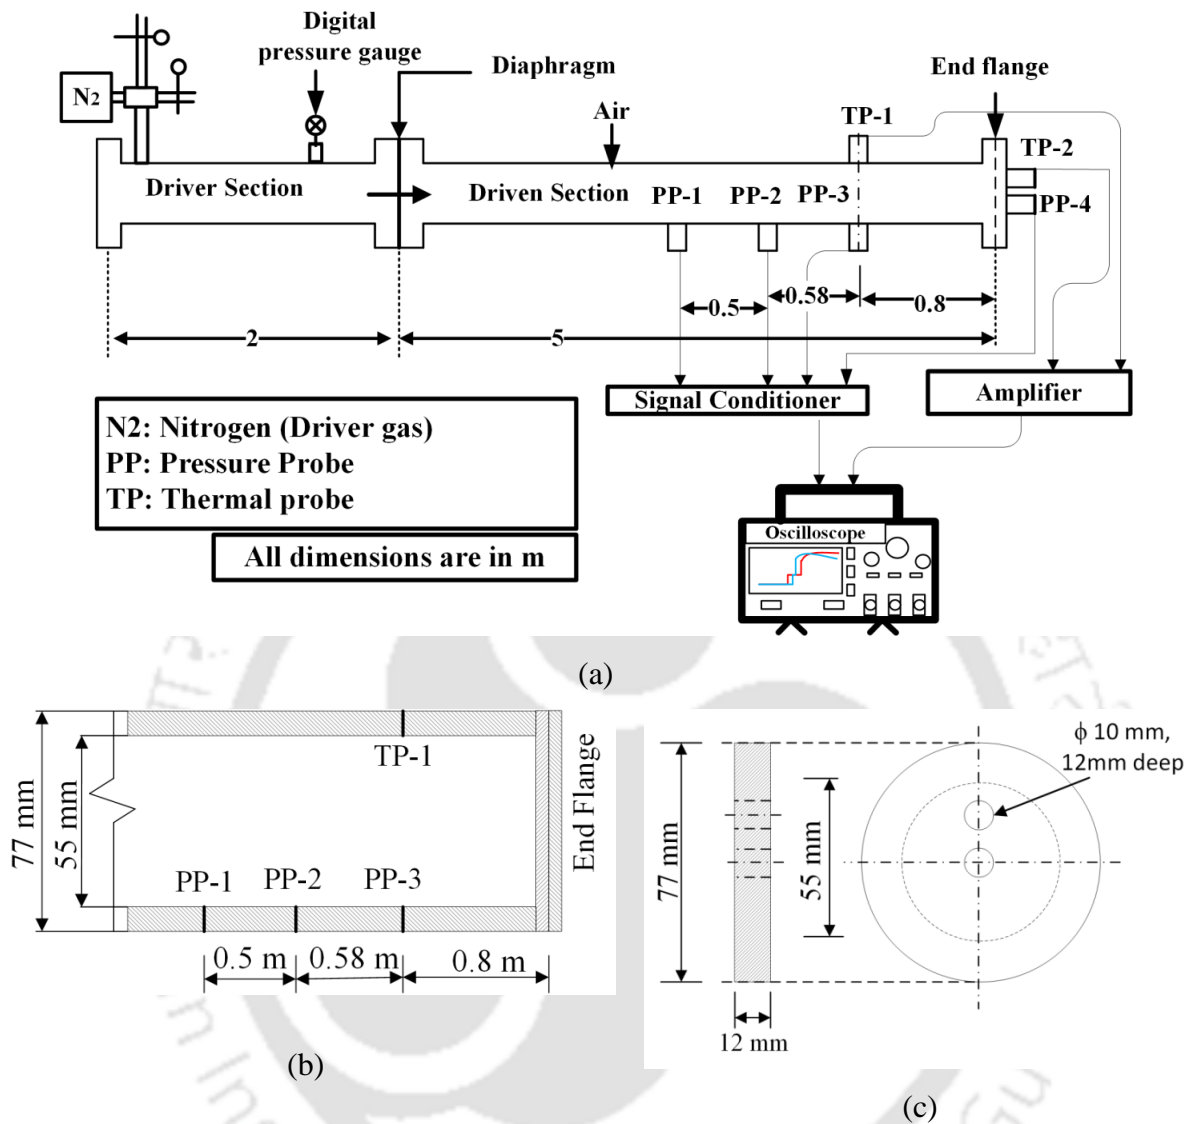 Digital
pressure gauge
Diaphragm
End flange
N2
Air
TP-1
TP-2
Driver Section
Driven Section
PP-1
PP-2
PP-3
PP-4
0.5
0.58
0.8
2
5
Signal Conditioner
Amplifier
N2: Nitrogen (Driver gas)
PP: Pressure Probe
TP: Thermal probe
All dimensions are in m
Oscilloscope
(a)
77 mm
55 mm
TP-1
PP-1
PP-2
PP-3
End Flange
0.5 m
0.58 m
0.8 m
(b)
ϕ 10 mm,
12mm deep
77 mm
55 mm
12 mm
(c)